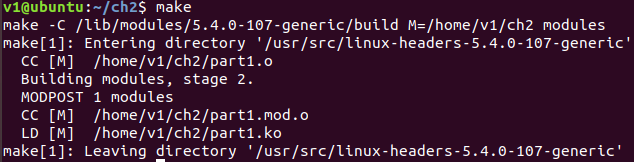 v1@ubuntu:~/ch2$ make
make -C /lib/modules/5.4.0-107-generic/build M=/home/v1/ch2 modules
make[1]: Entering directory '/usr/src/linux-headers-5.4.0-107-generic'
  CC [M]  /home/v1/ch2/part1.o
  Building modules, stage 2.
  MODPOST 1 modules
  CC [M]  /home/v1/ch2/part1.mod.o
  LD [M]  /home/v1/ch2/part1.ko
make[1]: Leaving directory '/usr/src/linux-headers-5.4.0-107-generic'